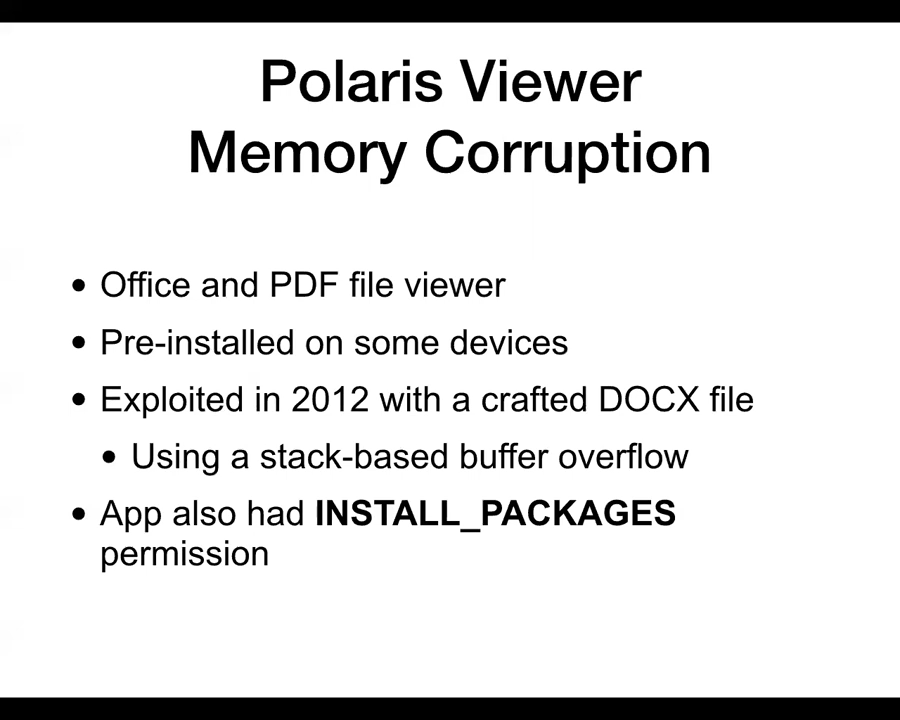 Polaris Viewer
Memory Corruption
• Office and PDF file viewer
• Pre-installed on some devices
• Exploited in 2012 with a crafted DOCX file
• Using a stack-based buffer overflow
• App also had INSTALL_PACKAGES
permission